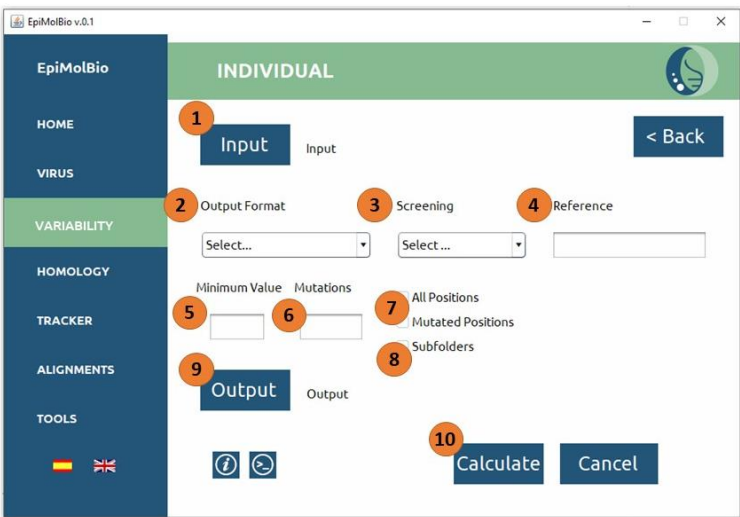 EpiMolBio v.0.1
EpiMolBio
INDIVIDUAL
HOME
VIRUS
VARIABILITY
HOMOLOGY
TRACKER
ALIGNMENTS
TOOLS
1
Input Input
< Back
2 Output Format 3 Screening 4 Reference
Select... Select ...
Minimum Value Mutations
5 6
7 All Positions
Mutated Positions
8 Subfolders
9
Output Output
10
Calculate Cancel